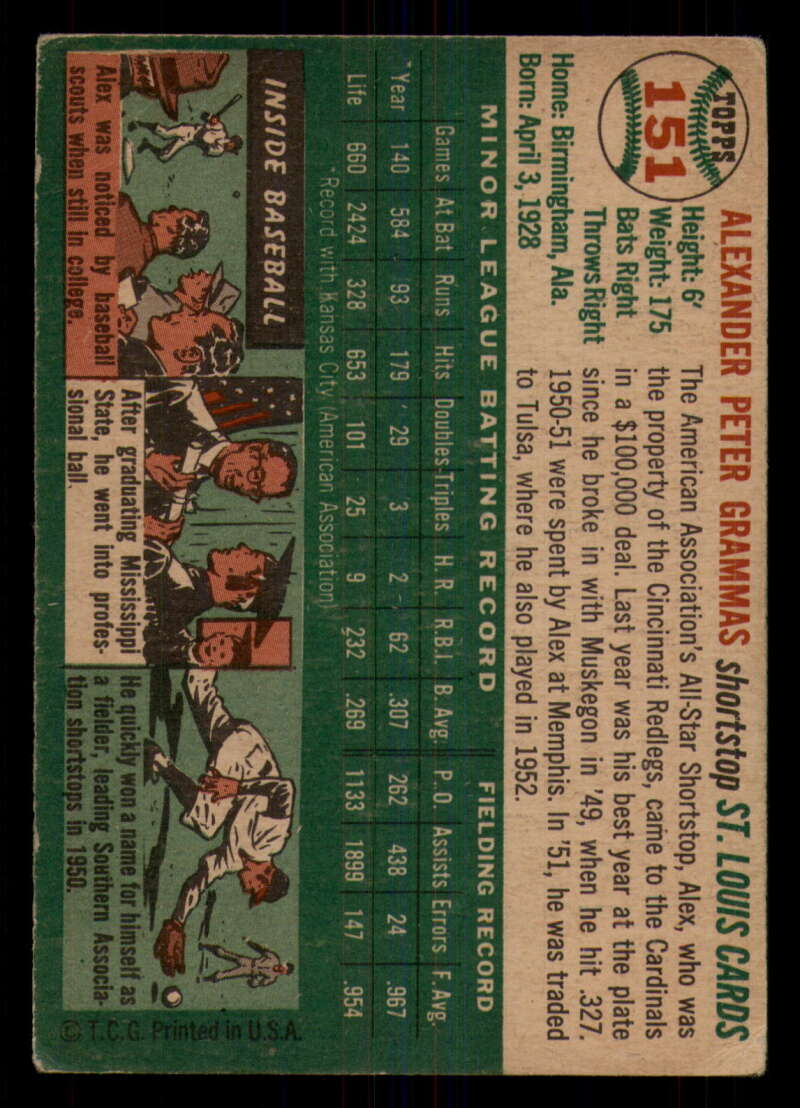 TOPPS
151
ALEXANDER PETER GRAMMAS shortstop ST. LOUIS CARDS
Height: 6'
Weight: 175
Bats Right
Throws Right
Home: Birmingham, Ala.
Born: April 3, 1928
The American Association's All-Star Shortstop, Alex, who was
the property of the Cincinnati Redlegs, came to the Cardinals
in a $100,000 deal. Last year was his best year at the plate
since he broke in with Muskegon in '49, when he hit .327.
1950-51 were spent by Alex at Memphis. In '51, he was traded
to Tulsa, where he also played in 1952.
MINOR LEAGUE BATTING RECORD FIELDING RECORD
Games At Bat Runs Hits Doubles Triples H. R. R.B.I. B. Avg. P. O. Assists Errors F. Avg.
*Year 140 584 93 179 29 3 2 62 .307 262 438 24 .967
Life 660 2424 328 653 101 25 9 232 .269 1133 1899 147 .954
*Record with Kansas City (American Association)
INSIDE BASEBALL
Alex was noticed by baseball
scouts when still in college.
After graduating Mississippi
State, he went into profes-
sional ball.
He quickly won a name for himself as
a fielder, leading Southern Associa-
tion shortstops in 1950.
© T.C.G. Printed in U.S.A.